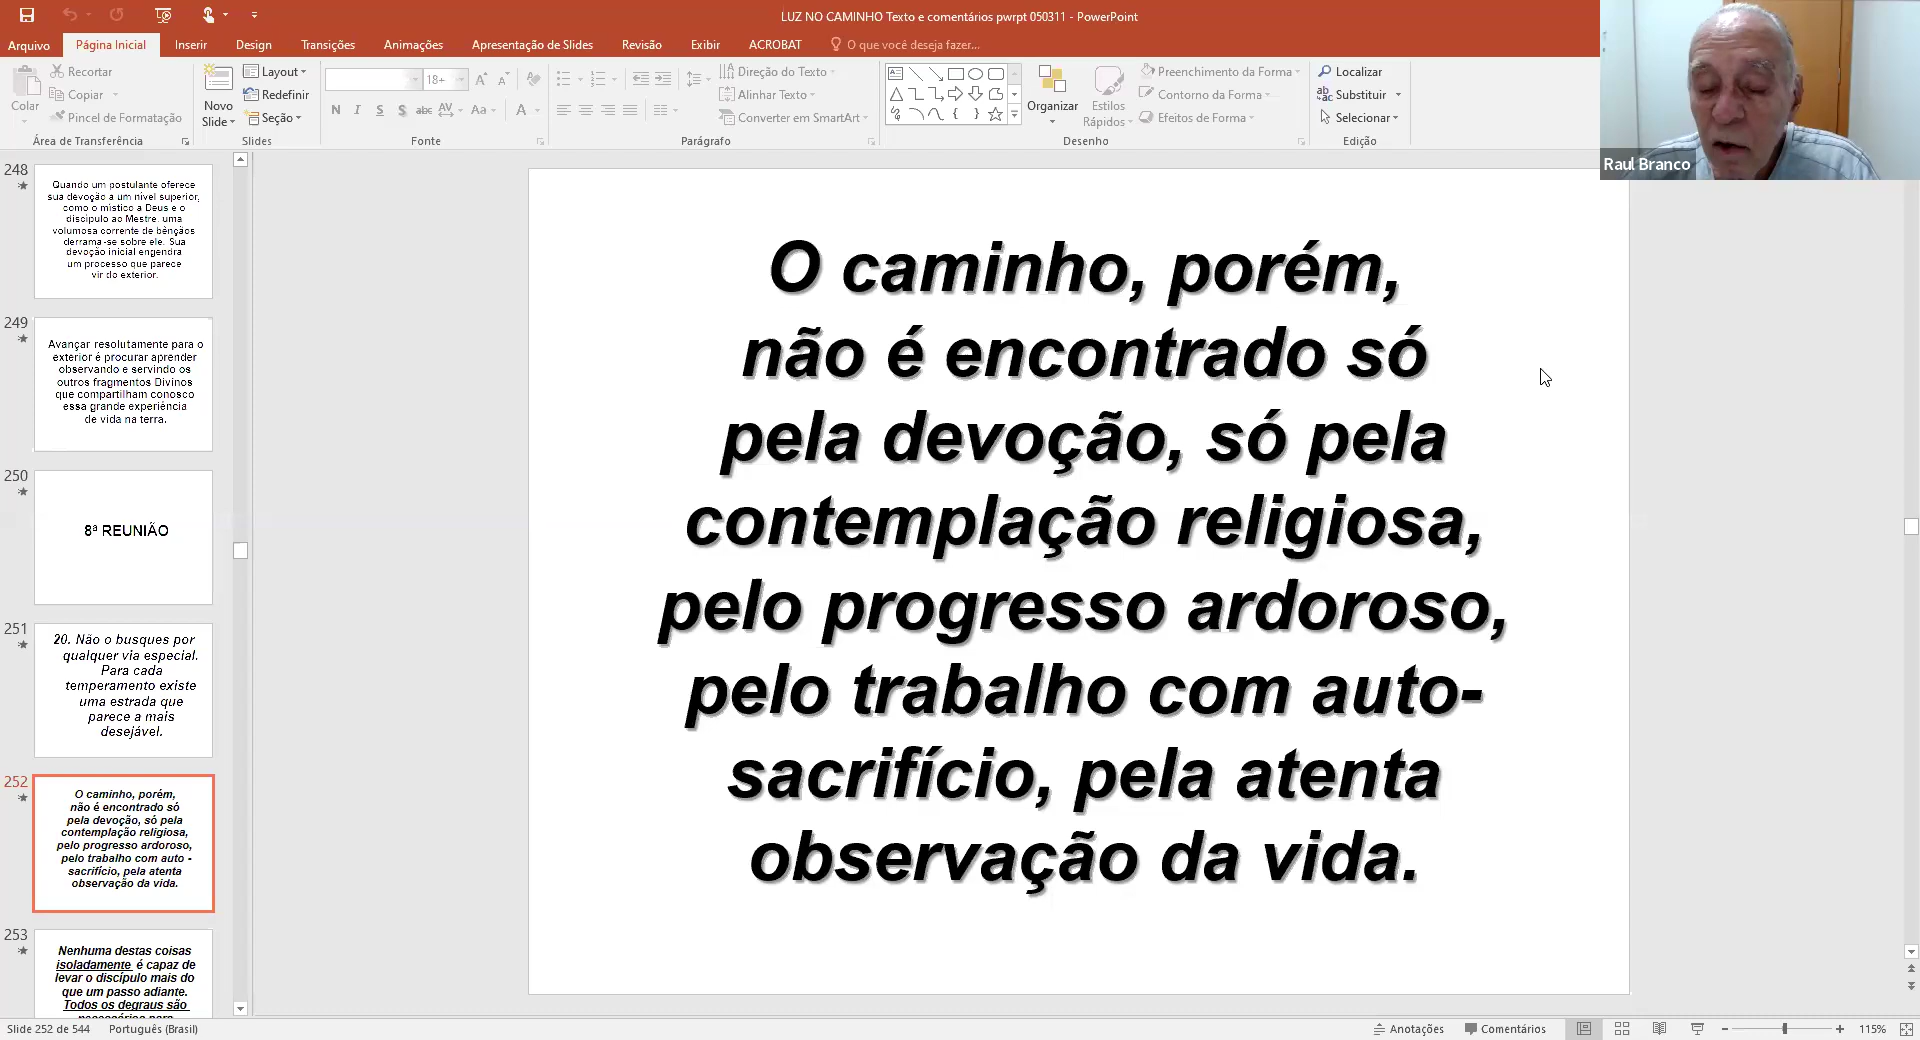 LUZ NO CAMINHO Texto e comentários pwrpt 050311 - PowerPoint
Arquivo
Página Inicial
Inserir
Design
Transições
Animações
Apresentação de Slides
Revisão
Exibir
ACROBAT
O que você deseja fazer...
Colar
Recortar
Copiar
Pincel de Formatação
Área de Transferência
Novo
Slide
Layout
Redefinir
Seção
Slides
18+
N I S S abc AV Aa A
Fonte
Direção do Texto
Alinhar Texto
Converter em SmartArt
Parágrafo
Organizar
Estilos
Rápidos
Preenchimento da Forma
Contorno da Forma
Efeitos de Forma
Desenho
Localizar
Substituir
Selecionar
Edição
Raul Branco
248
Quando um postulante oferece
sua devoção a um nível superior,
como o místico a Deus e o
discípulo ao Mestre, uma
volumosa corrente de bênçãos
derrama-se sobre ele. Sua
devoção inicial engendra
um processo que parece
vir do exterior.
249
Avançar resolutamente para o
exterior é procurar aprender
observando e servindo os
outros fragmentos Divinos
que compartilham conosco
essa grande experiência
de vida na terra.
250
8ª REUNIÃO
251
20. Não o busques por
qualquer via especial.
Para cada
temperamento existe
uma estrada que
parece a mais
desejável.
252
O caminho, porém,
não é encontrado só
pela devoção, só pela
contemplação religiosa,
pelo progresso ardoroso,
pelo trabalho com auto -
sacrifício, pela atenta
observação da vida.
253
Nenhuma destas coisas
isoladamente é capaz de
levar o discípulo mais do
que um passo adiante.
Todos os degraus são
O caminho, porém,
não é encontrado só
pela devoção, só pela
contemplação religiosa,
pelo progresso ardoroso,
pelo trabalho com auto-
sacrifício, pela atenta
observação da vida.
Slide 252 de 544
Português (Brasil)
Anotações
Comentários
115%